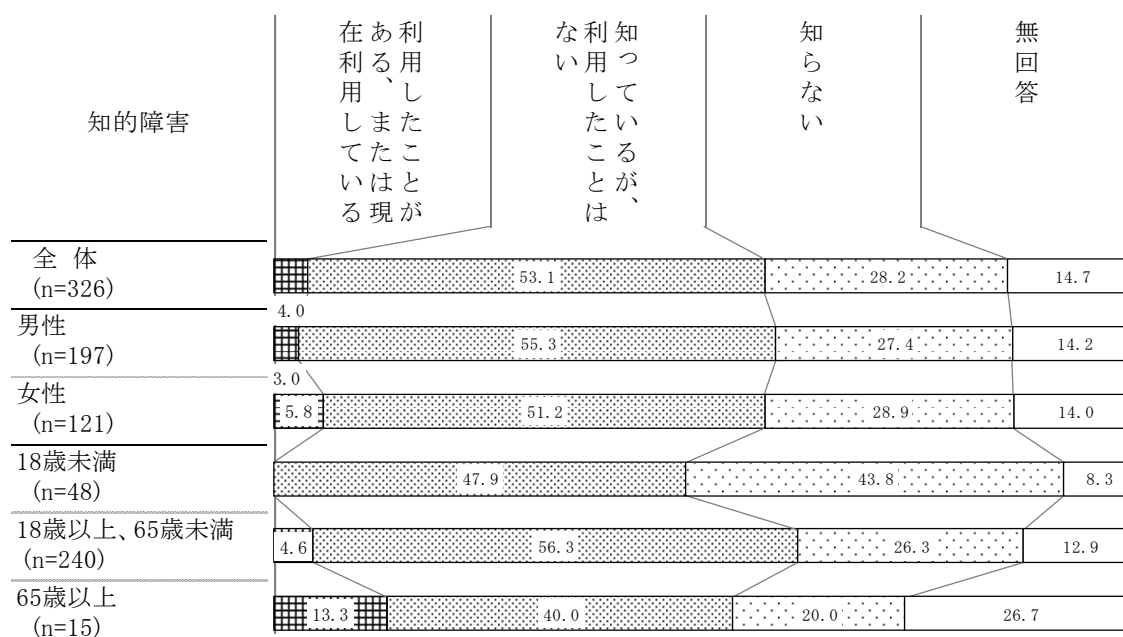 知的障害
利用したことが
ある、または現
在利用している
知っているが、
利用したことは
ない
知らない
無回答
全 体
(n=326)
4.0
53.1
28.2
14.7
男性
(n=197)
3.0
55.3
27.4
14.2
女性
(n=121)
5.8
51.2
28.9
14.0
18歳未満
(n=48)
47.9
43.8
8.3
18歳以上、65歳未満
(n=240)
4.6
56.3
26.3
12.9
65歳以上
(n=15)
13.3
40.0
20.0
26.7